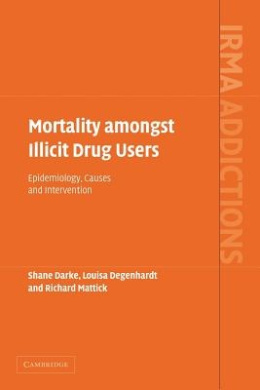 IRMA ADDICTIONS
Mortality amongst
Illicit Drug Users
Epidemiology, Causes
and Intervention
Shane Darke, Louisa Degenhardt
and Richard Mattick
CAMBRIDGE